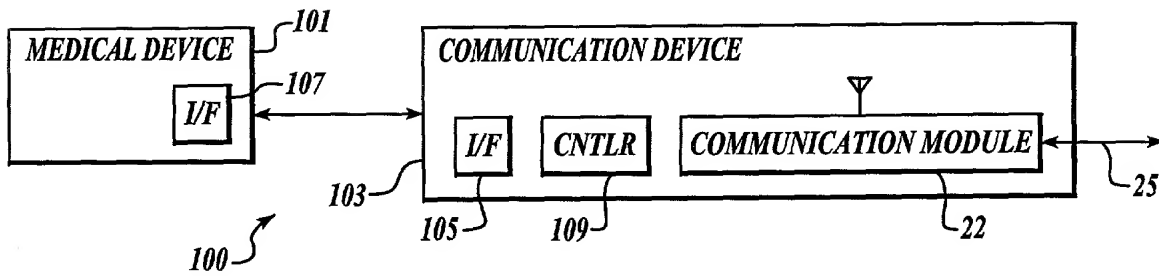 101
MEDICAL DEVICE
107
I/F
COMMUNICATION DEVICE
I/F
CNTLR
COMMUNICATION MODULE
103
105
109
22
25
100